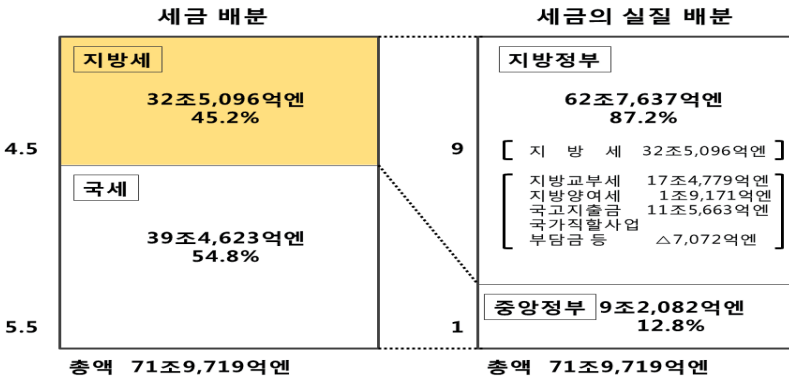 세금 배분
지방세
32조5,096억엔
45.2%
4.5
국세
39조4,623억엔
54.8%
5.5
총액 71조9,719억엔
세금의 실질 배분
지방정부
62조7,637억엔
87.2%
9
[ 지 방 세 32조5,096억엔 ]
지방교부세 17조4,779억엔
지방양여세 1조9,171억엔
국고지출금 11조5,663억엔
국가직할사업
부담금 등 △7,072억엔
중앙정부 9조2,082억엔
12.8%
1
총액 71조9,719억엔